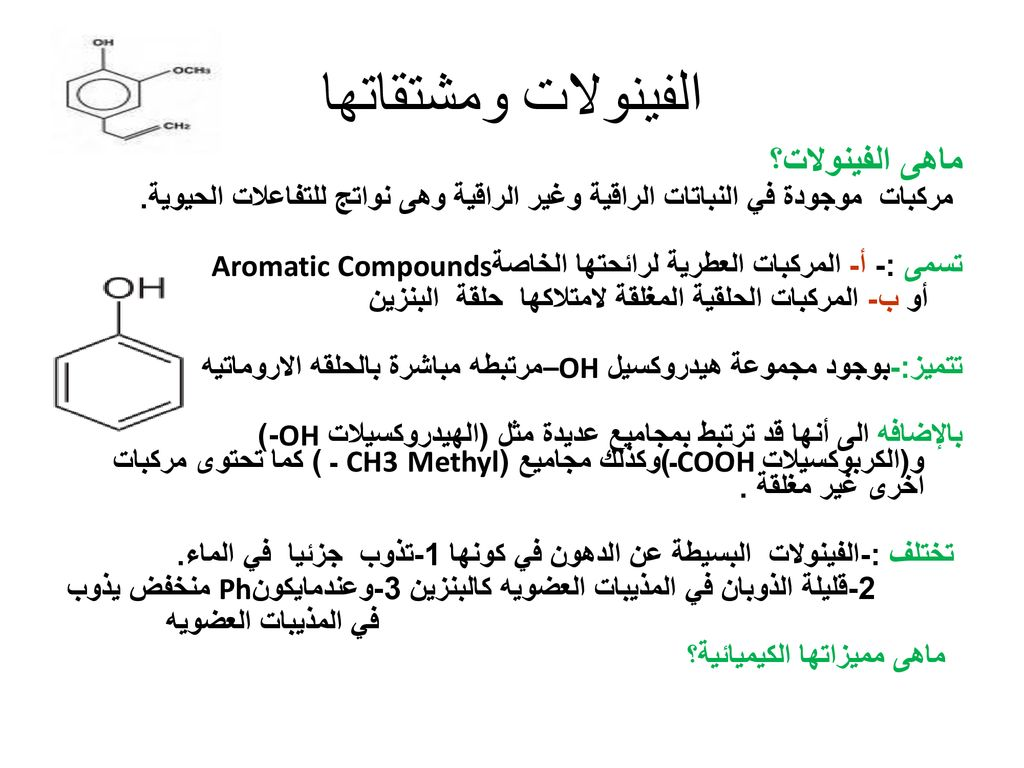 OH
OCH3
CH2
الفينولات ومشتقاتها
ماهى الفينولات؟
مركبات موجودة في النباتات الراقية وغير الراقية وهى نواتج للتفاعلات الحيوية.
تسمى :- أ- المركبات العطرية لرائحتها الخاصةAromatic Compounds
أو ب- المركبات الحلقية المغلقة لامتلاكها حلقة البنزين
OH
تتميز:-بوجود مجموعة هيدروكسيل OH–مرتبطه مباشرة بالحلقه الاروماتيه
بالإضافه الى أنها قد ترتبط بمجاميع عديدة مثل (الهيدروكسيلات OH-)
و(الكربوكسيلات COOH-)وكذلك مجاميع (CH3 Methyl - ) كما تحتوى مركبات
اخرى غير مغلقة .
تختلف :-الفينولات البسيطة عن الدهون في كونها 1-تذوب جزئيا في الماء.
2-قليلة الذوبان في المذيبات العضويه كالبنزين 3-وعندمايكونPh منخفض يذوب
في المذيبات العضويه
ماهى مميزاتها الكيميائية؟